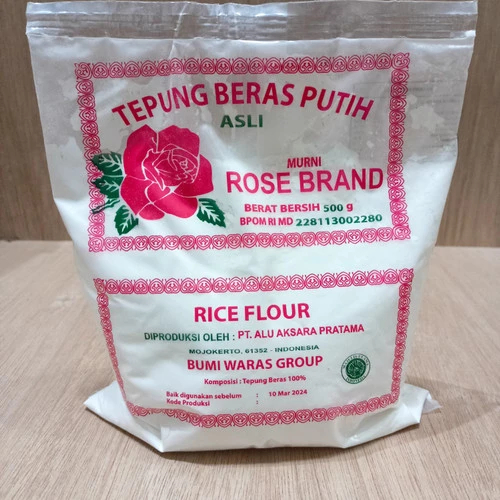 TEPUNG BERAS PUTIH
ASLI
MURNI
ROSE BRAND
BERAT BERSIH 500 g
BPOM RI MD 228113002280
RICE FLOUR
DIPRODUKSI OLEH : PT. ALU AKSARA PRATAMA
MOJOKERTO, 61352 - INDONESIA
BUMI WARAS GROUP
Komposisi : Tepung Beras 100%
Baik digunakan sebelum : 10 Mar 2024
Kode Produksi :